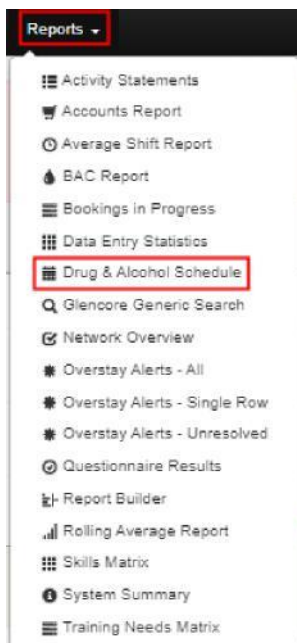 Reports
Activity Statements
Accounts Report
Average Shift Report
BAC Report
Bookings in Progress
Data Entry Statistics
Drug & Alcohol Schedule
Glencore Generic Search
Network Overview
Overstay Alerts - All
Overstay Alerts - Single Row
Overstay Alerts - Unresolved
Questionnaire Results
Report Builder
Rolling Average Report
Skills Matrix
System Summary
Training Needs Matrix